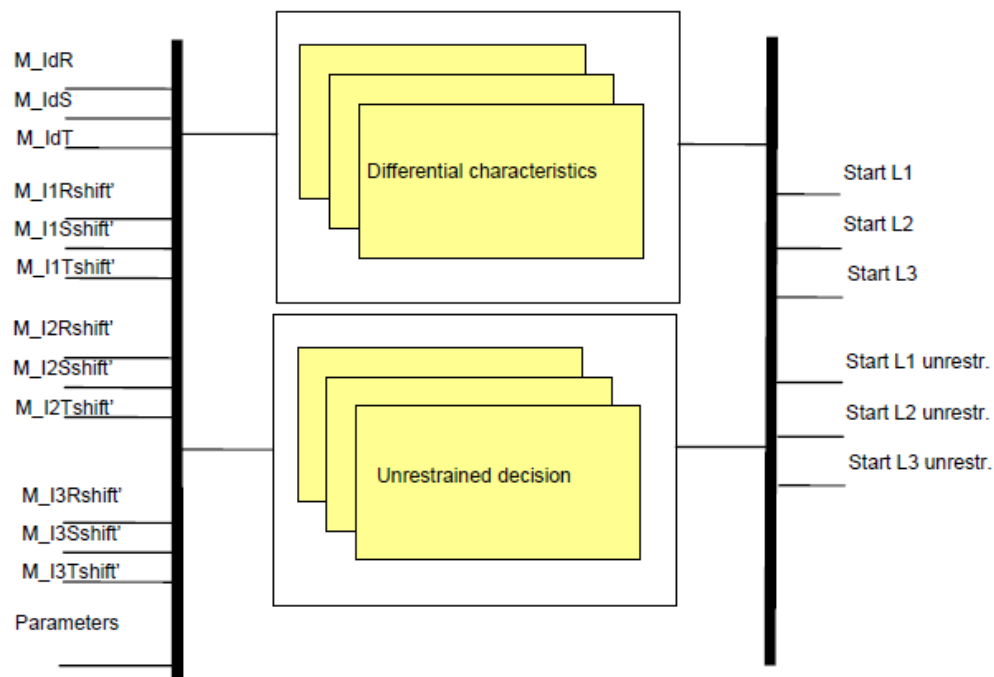 M_IdR
M_IdS
M_IdT
M_I1Rshift'
M_I1Sshift'
M_I1Tshift'
M_I2Rshift'
M_I2Sshift'
M_I2Tshift'
M_I3Rshift'
M_I3Sshift'
M_I3Tshift'
Parameters
Differential characteristics
Unrestrained decision
Start L1
Start L2
Start L3
Start L1 unrestr.
Start L2 unrestr.
Start L3 unrestr.